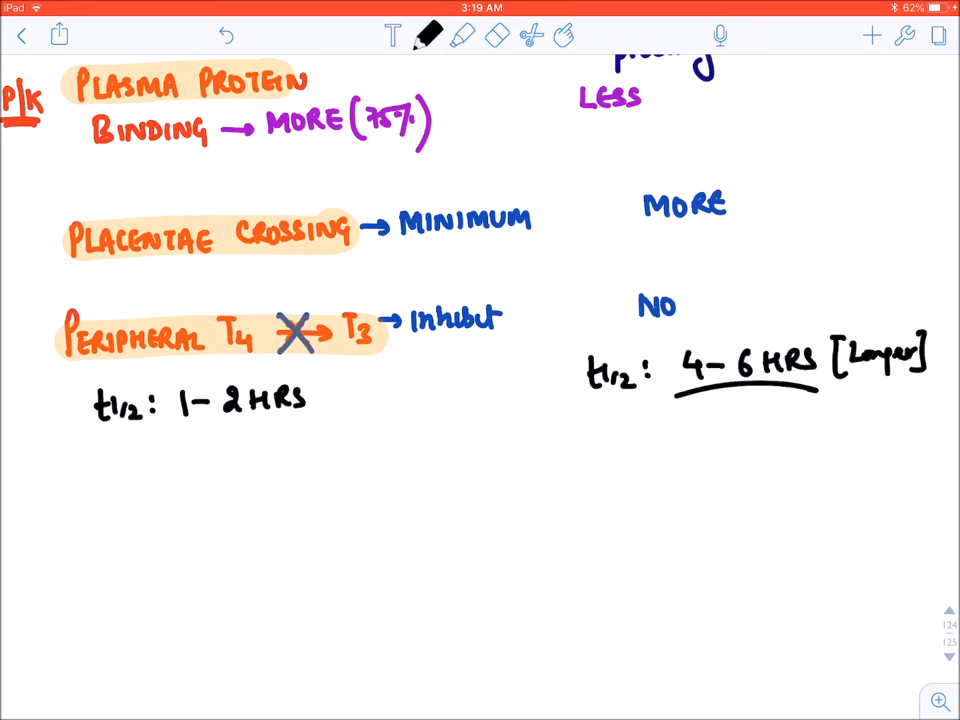 iPad 3:19 AM 62%
T
P/K PLASMA PROTEIN
BINDING → MORE (75%) LESS
PLACENTAE CROSSING → MINIMUM MORE
PERIPHERAL T4 → T3 → Inhibit NO
t1/2: 1-2 HRS t1/2: 4-6 HRS [Longer]
124
125